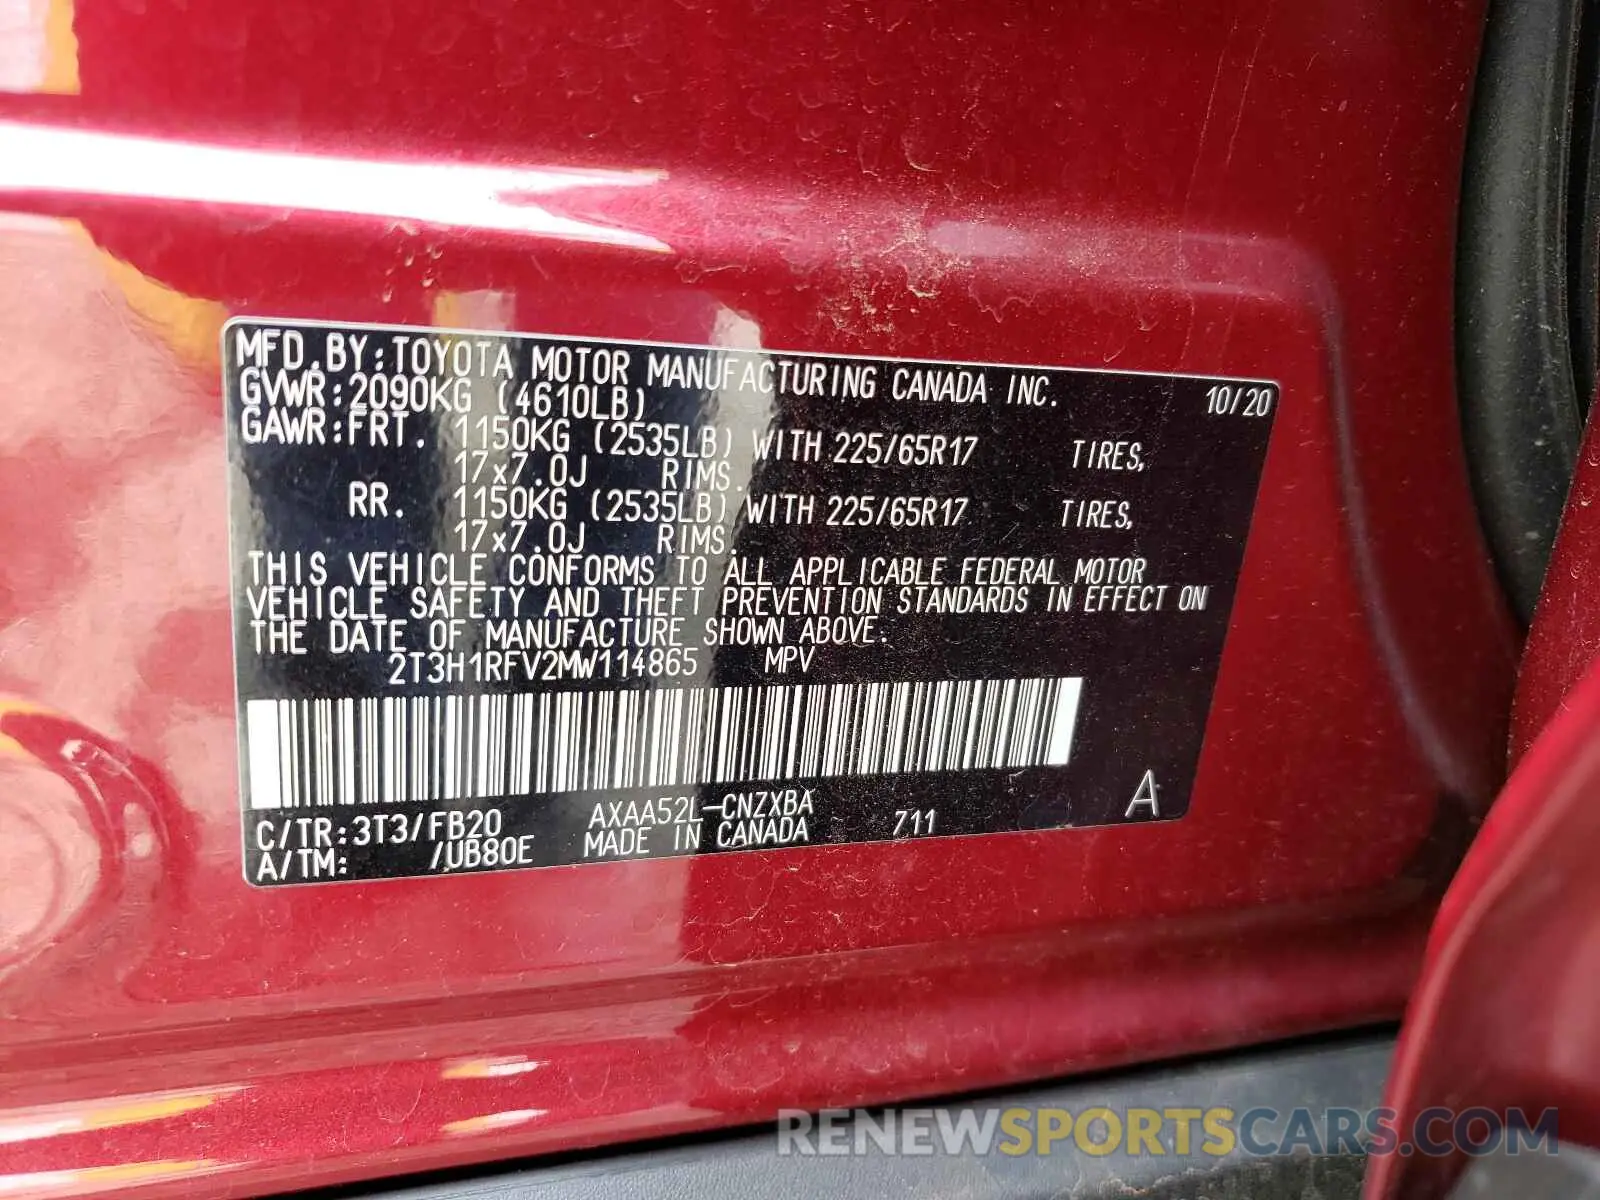 MFD.BY:TOYOTA MOTOR MANUFACTURING CANADA INC. 10/20
GVWR:2090KG (4610LB)
GAWR:FRT. 1150KG (2535LB) WITH 225/65R17 TIRES,
17x7.0J RIMS.
RR. 1150KG (2535LB) WITH 225/65R17 TIRES,
17x7.0J RIMS.
THIS VEHICLE CONFORMS TO ALL APPLICABLE FEDERAL MOTOR
VEHICLE SAFETY AND THEFT PREVENTION STANDARDS IN EFFECT ON
THE DATE OF MANUFACTURE SHOWN ABOVE.
2T3H1RFV2MW114865 MPV
C/TR:3T3/FB20 AXAA52L-CNZXBA 711 A
A/TM: /UB80E MADE IN CANADA
RENEWSPORTSCARS.COM